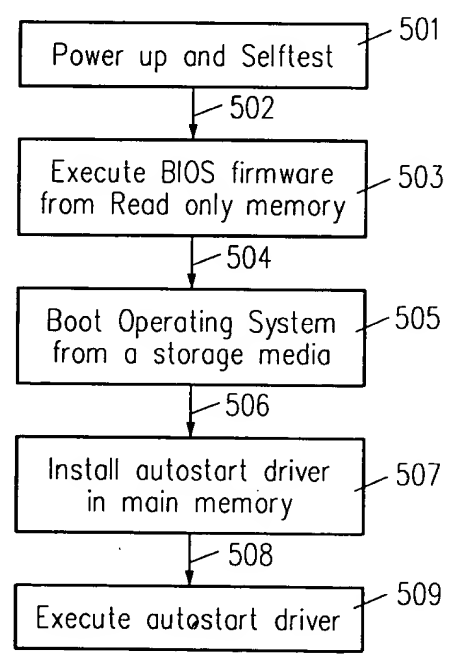 Power up and Selftest
501
502
Execute BIOS firmware
from Read only memory
503
504
Boot Operating System
from a storage media
505
506
Install autostart driver
in main memory
507
508
Execute autostart driver
509